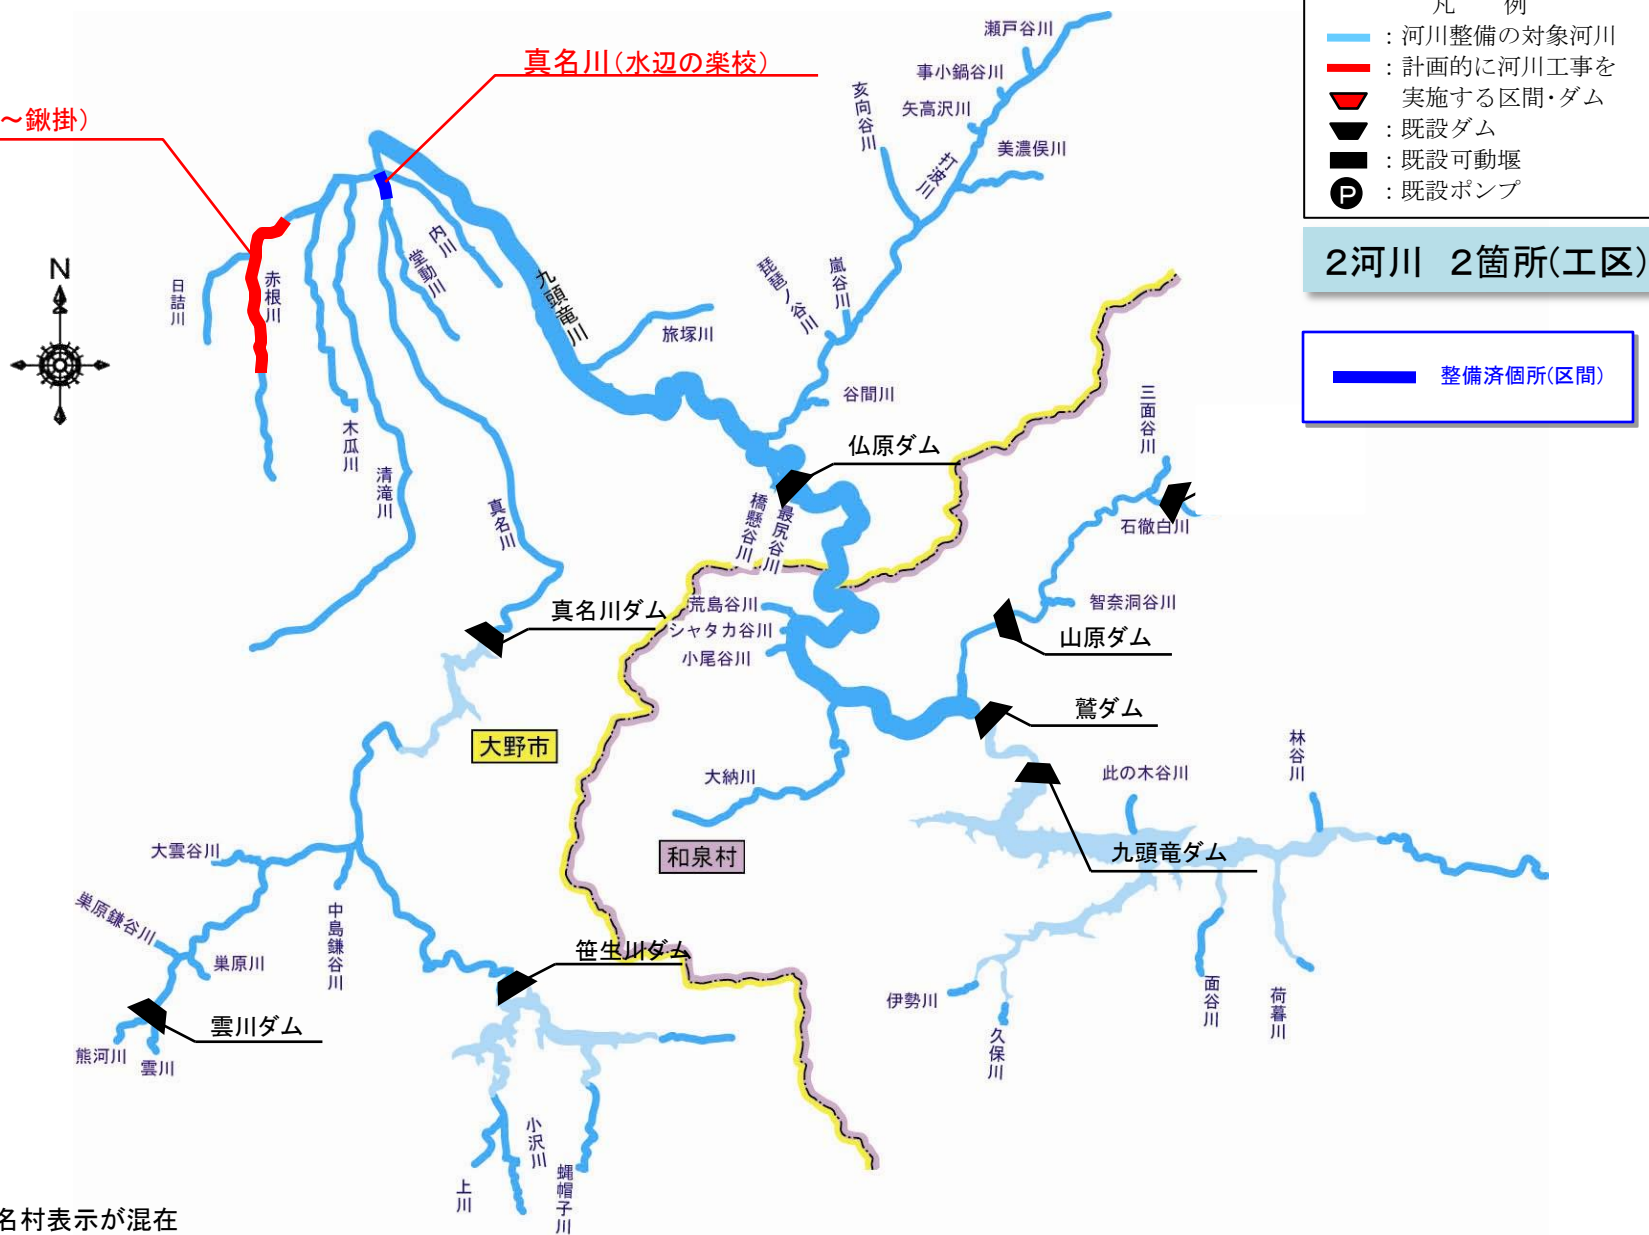 凡 例
：河川整備の対象河川
：計画的に河川工事を
実施する区間・ダム
：既設ダム
：既設可動堰
P ：既設ポンプ
2河川 2箇所(工区)
整備済個所(区間)
真名川(水辺の楽校)
～鍬掛)
N
瀬戸谷川
事小鍋谷川
矢高沢川
亥向谷川
打波川
美濃俣川
内川
堂動川
九頭竜川
日詰川
赤根川
琵琶ノ谷川
嵐谷川
旅塚川
谷間川
木瓜川
清滝川
真名川
仏原ダム
橋懸谷川
最尻谷川
三面谷川
石徹白川
智奈洞谷川
山原ダム
真名川ダム
荒島谷川
シャタカ谷川
小尾谷川
鷲ダム
大野市
大納川
和泉村
此の木谷川
林谷川
九頭竜ダム
大雲谷川
巣原鎌谷川
巣原川
中島鎌谷川
笹生川ダム
雲川ダム
熊河川
雲川
伊勢川
久保川
面谷川
荷暮川
上川
小沢川
蝿帽子川
名村表示が混在